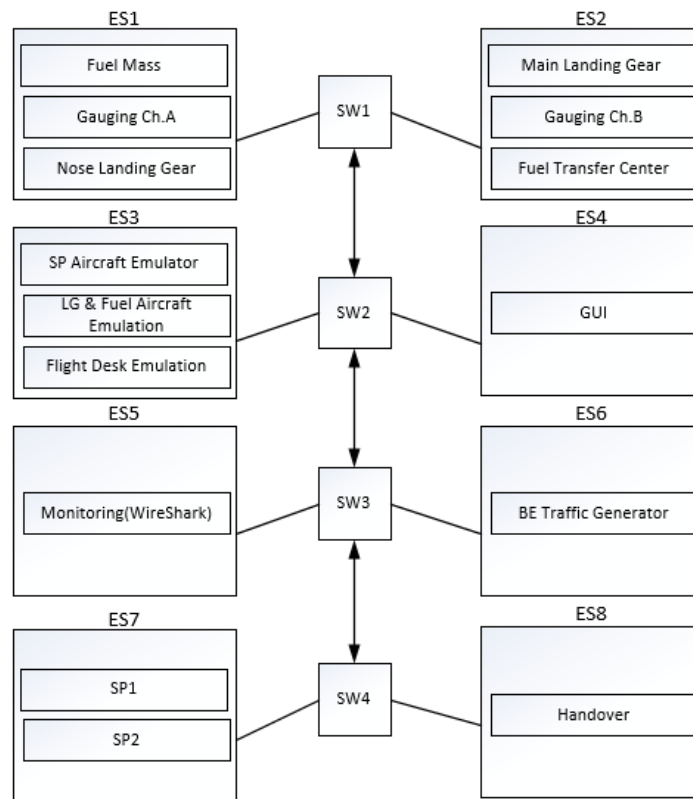 ES1
Fuel Mass
Gauging Ch.A
Nose Landing Gear
SW1
ES2
Main Landing Gear
Gauging Ch.B
Fuel Transfer Center
ES3
SP Aircraft Emulator
LG & Fuel Aircraft
Emulation
Flight Desk Emulation
SW2
ES4
GUI
ES5
Monitoring(WireShark)
SW3
ES6
BE Traffic Generator
ES7
SP1
SP2
SW4
ES8
Handover